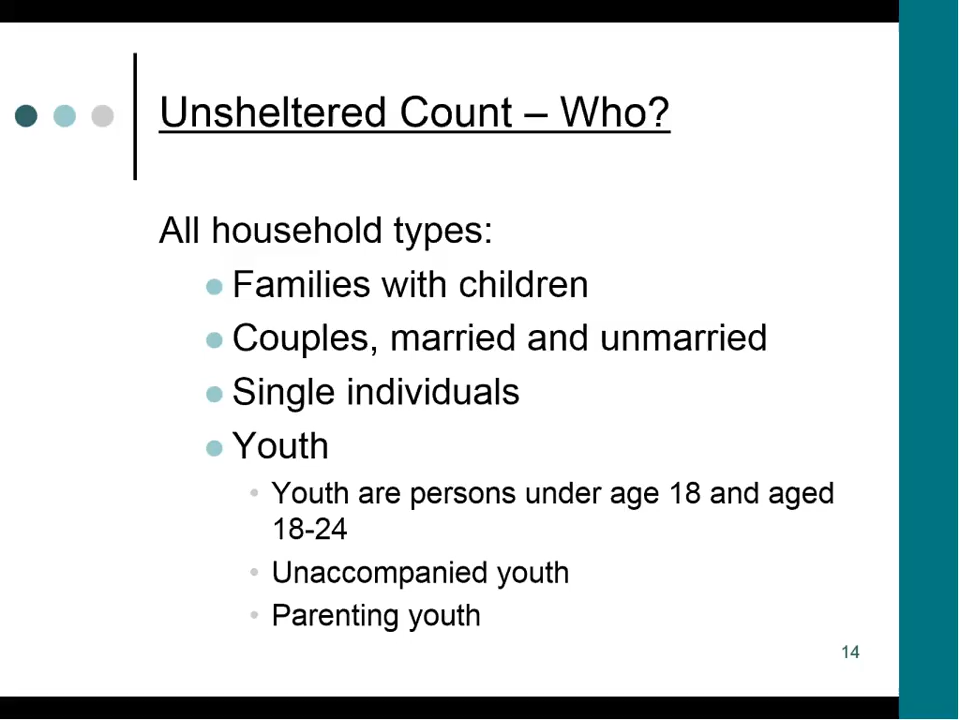 Unsheltered Count – Who?
All household types:
Families with children
Couples, married and unmarried
Single individuals
Youth
Youth are persons under age 18 and aged
18-24
Unaccompanied youth
Parenting youth
14